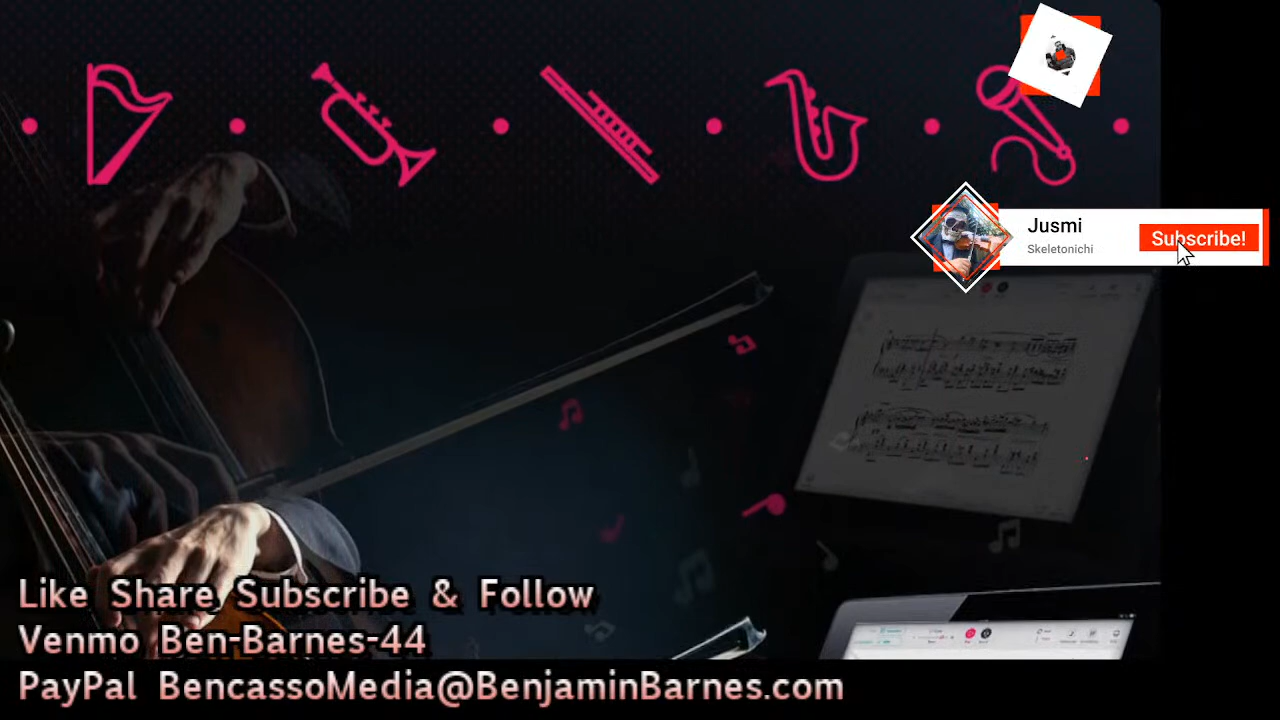 Jusmi
Subscribe!
Skeletonichi
Like Share Subscribe & Follow
Venmo Ben-Barnes-44
PayPal BencassoMedia@BenjaminBarnes.com